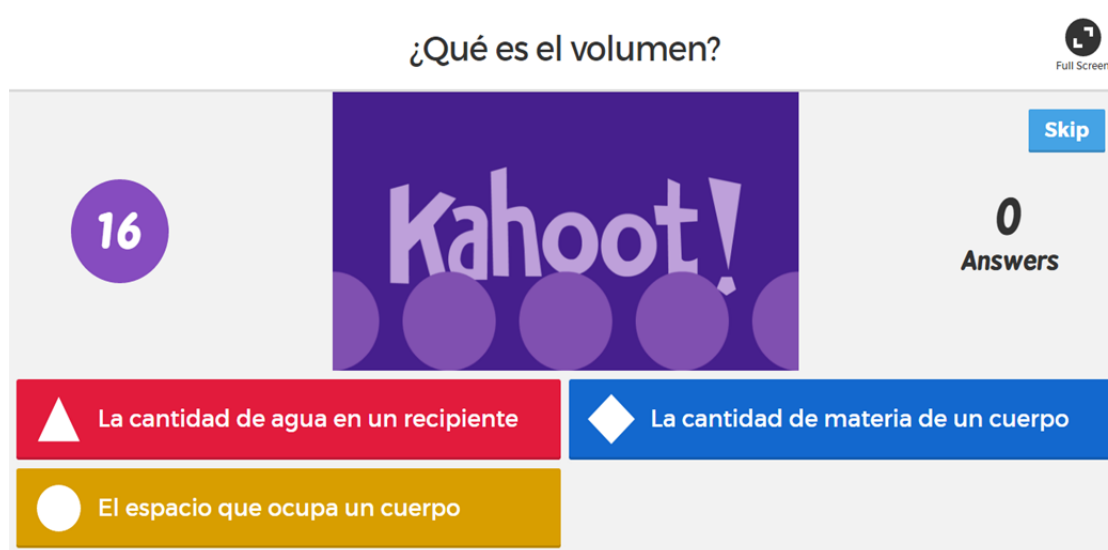 ¿Qué es el volumen?
Full Screen
Skip
16
Kahoot!
0
Answers
La cantidad de agua en un recipiente
La cantidad de materia de un cuerpo
El espacio que ocupa un cuerpo